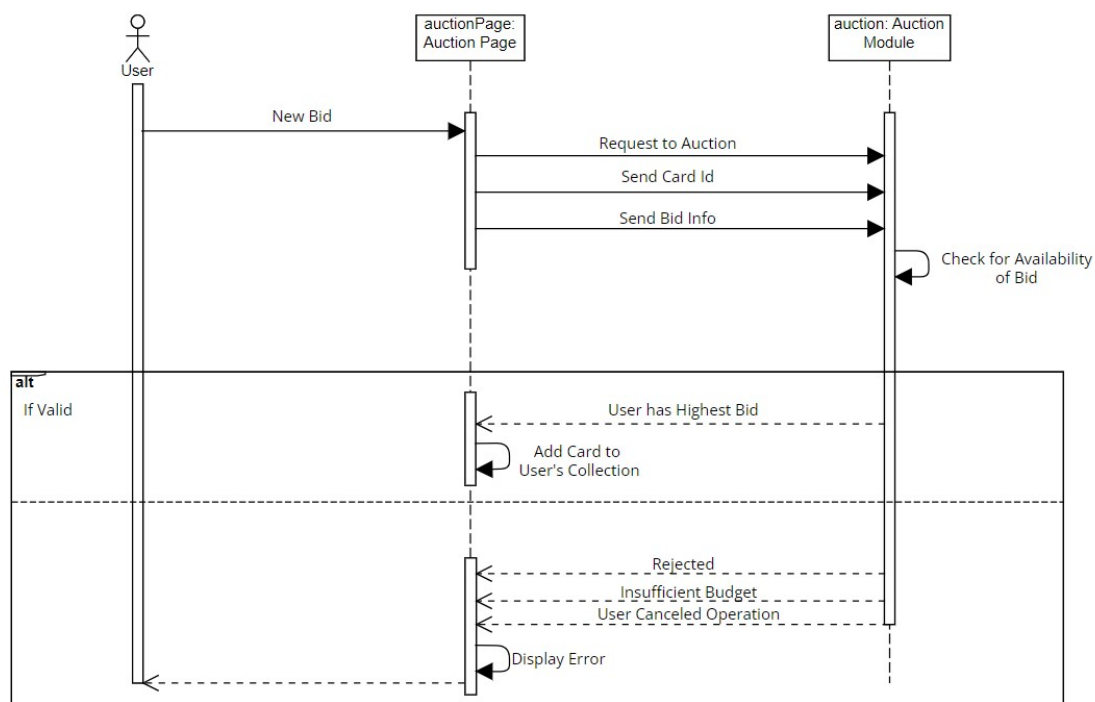 auctionPage:
Auction Page
auction: Auction
Module
User
New Bid
Request to Auction
Send Card Id
Send Bid Info
Check for Availability
of Bid
alt
If Valid
User has Highest Bid
Add Card to
User's Collection
Rejected
Insufficient Budget
User Canceled Operation
Display Error